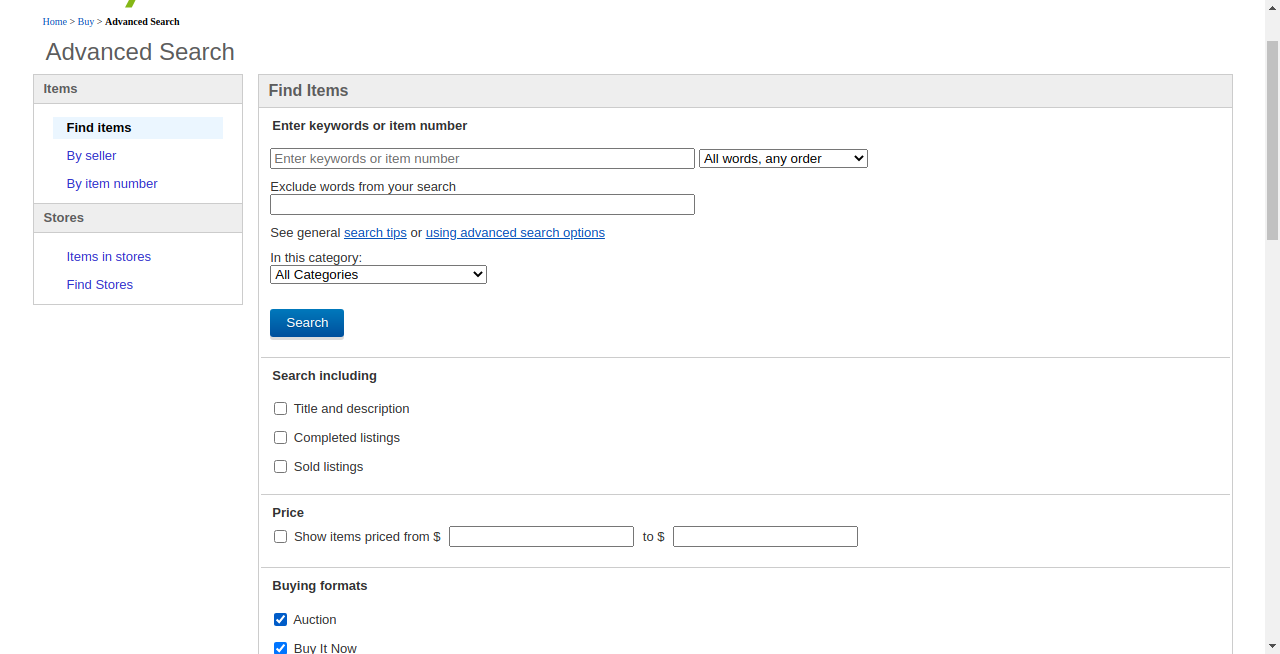 Home > Buy > Advanced Search
Advanced Search
Items
Find items
By seller
By item number
Stores
Items in stores
Find Stores
Find Items
Enter keywords or item number
Enter keywords or item number All words, any order
Exclude words from your search
See general search tips or using advanced search options
In this category:
All Categories
Search
Search including
Title and description
Completed listings
Sold listings
Price
Show items priced from $ to $
Buying formats
Auction
Buy It Now